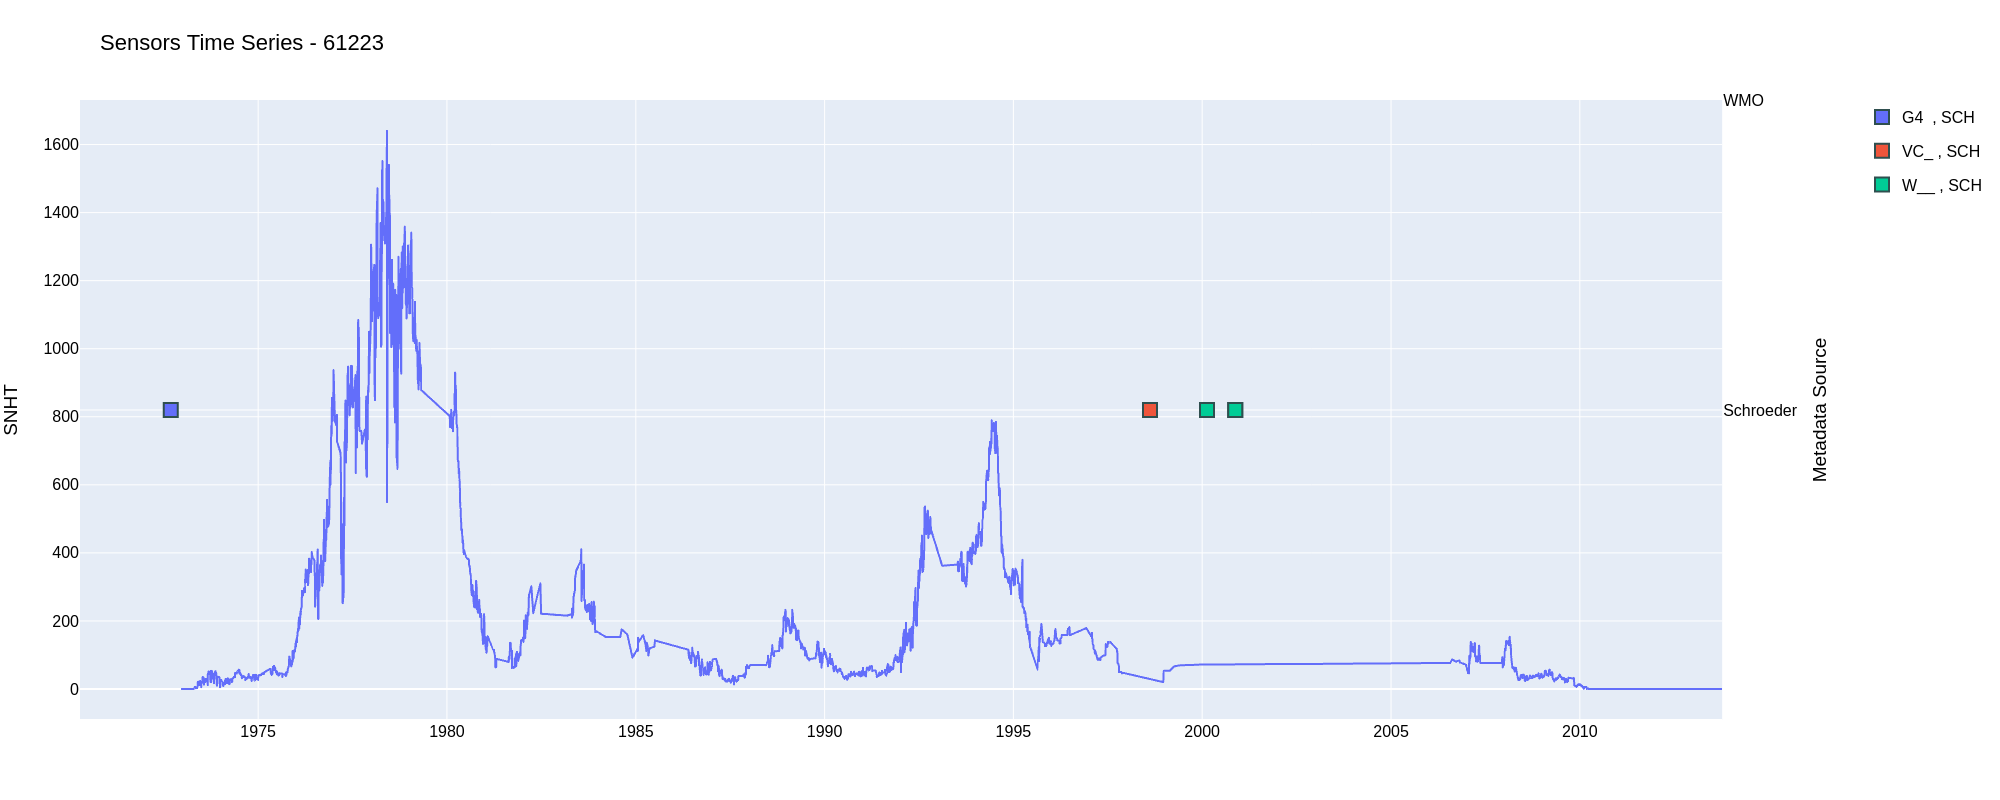 Sensors Time Series - 61223
WMO
G4  , SCH
VC_ , SCH
W__ , SCH
1600
1400
1200
1000
800
600
400
200
0
SNHT
Schroeder
Metadata Source
1975
1980
1985
1990
1995
2000
2005
2010